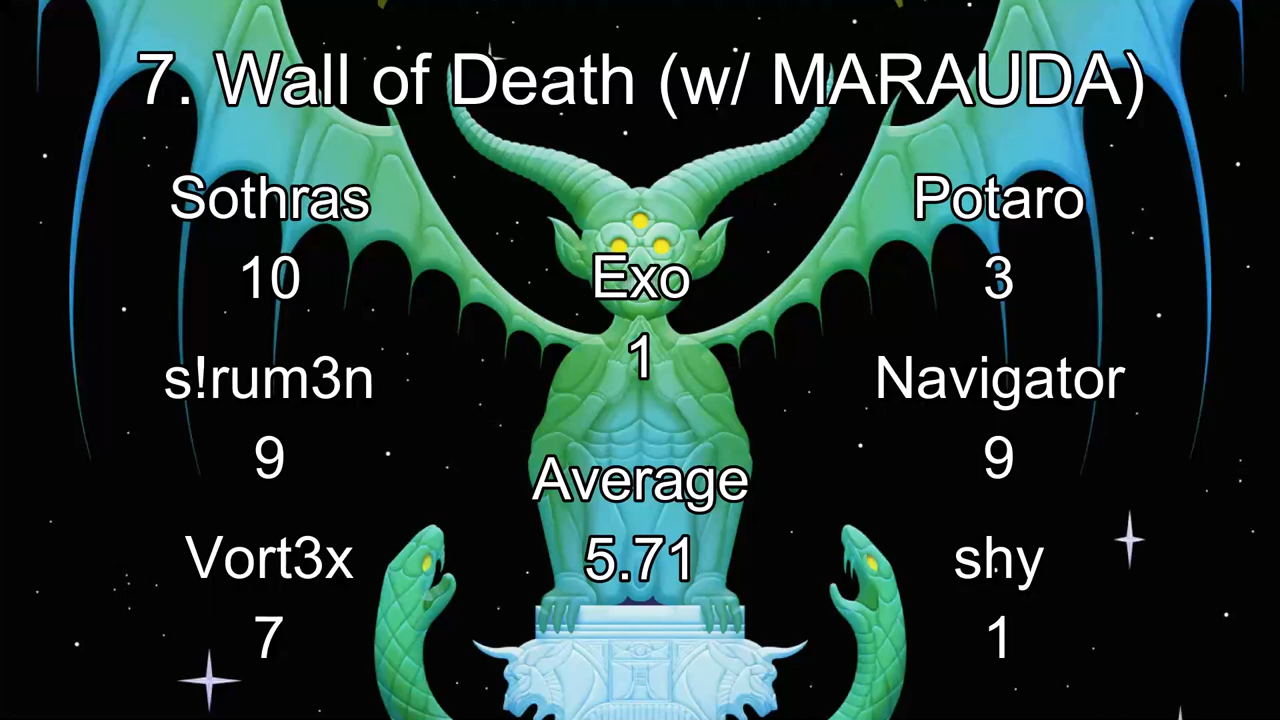 7. Wall of Death (w/ MARAUDA)
Sothras
10
s!rum3n
9
Vort3x
7
Exo
1
Average
5.71
Potaro
3
Navigator
9
shy
1